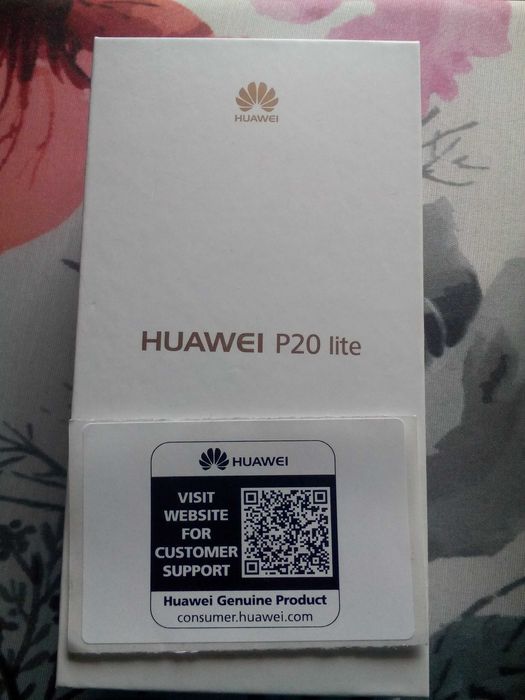 HUAWEI
HUAWEI P20 lite
HUAWEI
VISIT
WEBSITE
FOR
CUSTOMER
SUPPORT
Huawei Genuine Product
consumer.huawei.com